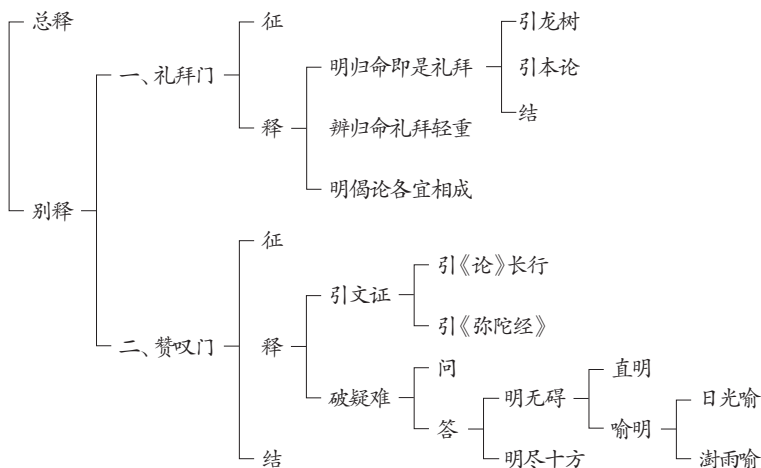 总释
别释
一、礼拜门
征
释
明归命即是礼拜
引龙树
引本论
结
辨归命礼拜轻重
明偈论各宜相成
二、赞叹门
征
释
引文证
引《论》长行
引《弥陀经》
破疑难
问
答
明无碍
直明
喻明
日光喻
澍雨喻
明尽十方
结